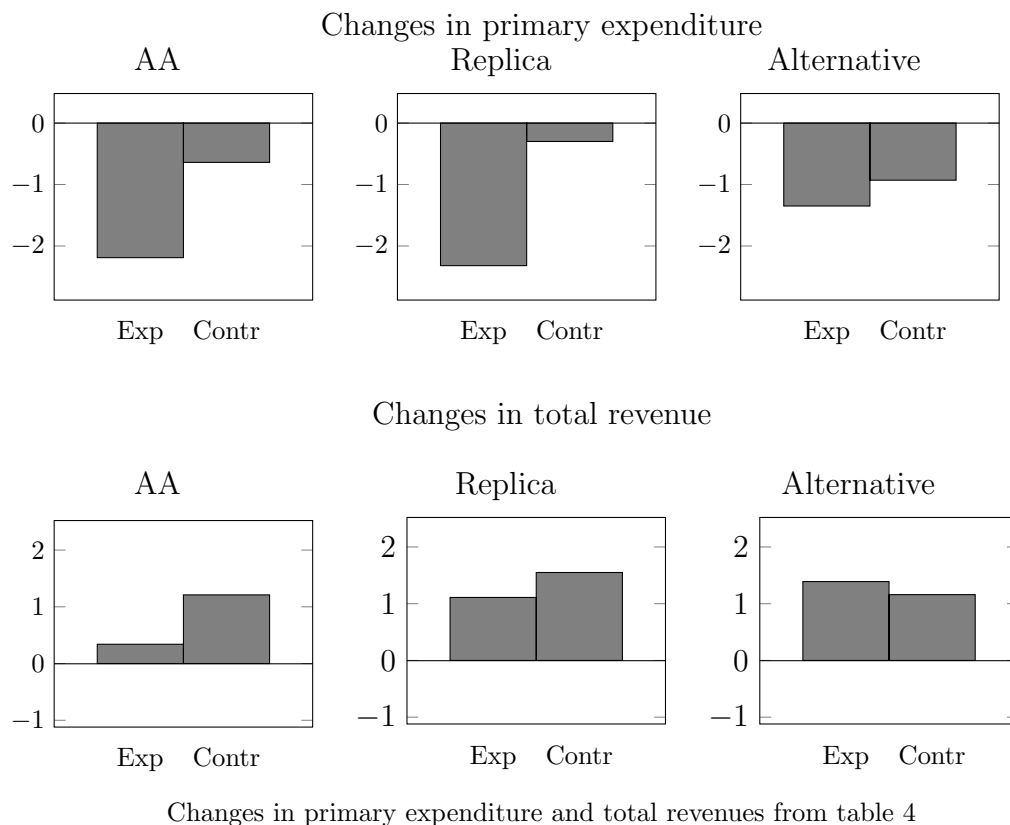 Changes in primary expenditure
AA Replica Alternative
0 0 0
−1 −1 −1
−2 −2 −2
Exp Contr Exp Contr Exp Contr
Changes in total revenue
AA Replica Alternative
2 2 2
1 1 1
0 0 0
−1 −1 −1
Exp Contr Exp Contr Exp Contr
Changes in primary expenditure and total revenues from table 4